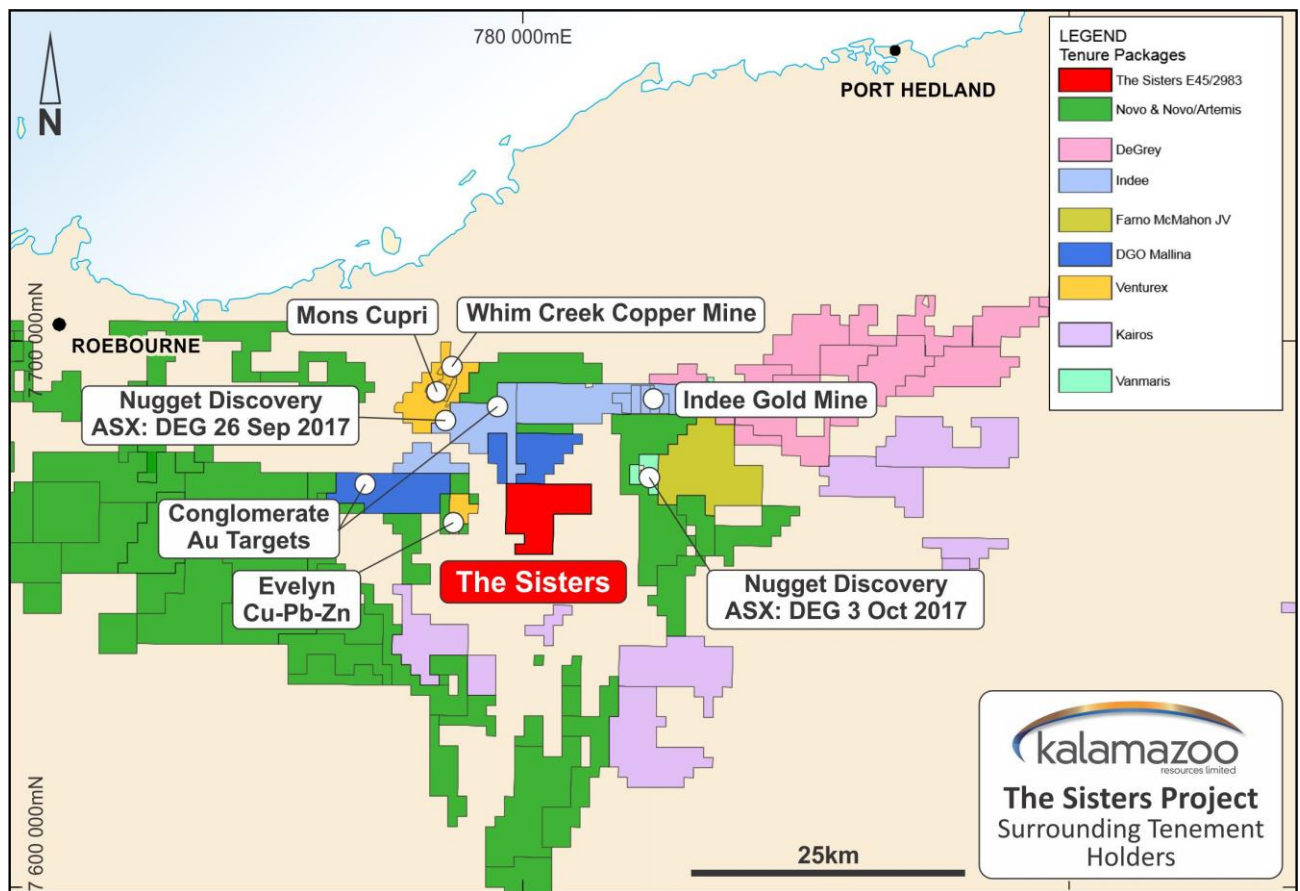 780 000mE
N
PORT HEDLAND
ROEBOURNE
7 700 000mN
7 600 000mN
LEGEND
Tenure Packages
The Sisters E45/2983
Novo & Novo/Artemis
DeGrey
Indee
Farno McMahon JV
DGO Mallina
Venturex
Kairos
Vanmaris
Mons Cupri
Whim Creek Copper Mine
Nugget Discovery
ASX: DEG 26 Sep 2017
Indee Gold Mine
Conglomerate
Au Targets
Evelyn
Cu-Pb-Zn
The Sisters
Nugget Discovery
ASX: DEG 3 Oct 2017
25km
kalamazoo
resources limited
The Sisters Project
Surrounding Tenement
Holders